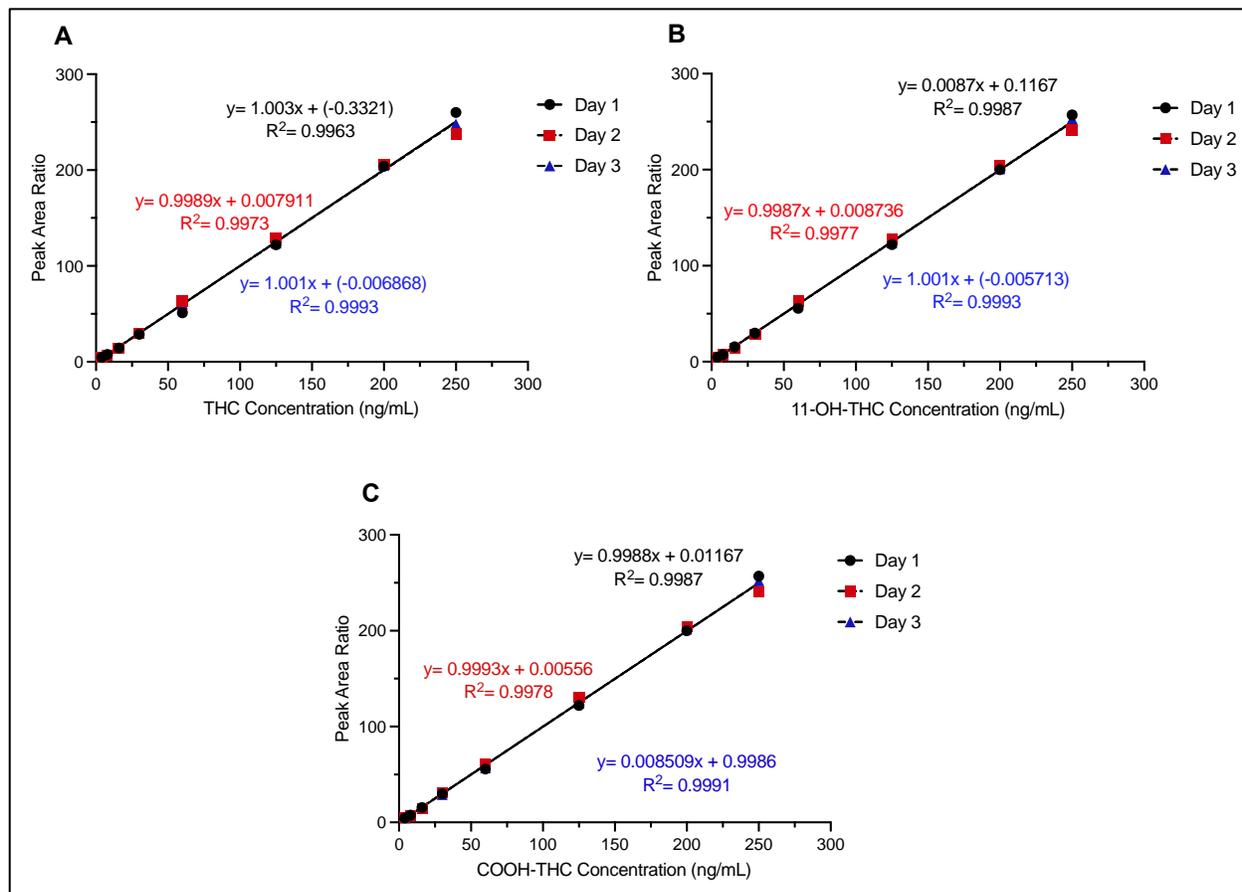 A
300
200
100
0
Peak Area Ratio
0
50
100
150
200
250
300
THC Concentration (ng/mL)
y= 1.003x + (-0.3321)
R2= 0.9963
y= 0.9989x + 0.007911
R2= 0.9973
y= 1.001x + (-0.006868)
R2= 0.9993
Day 1
Day 2
Day 3
B
300
200
100
0
Peak Area Ratio
0
50
100
150
200
250
300
11-OH-THC Concentration (ng/mL)
y= 0.0087x + 0.1167
R2= 0.9987
y= 0.9987x + 0.008736
R2= 0.9977
y= 1.001x + (-0.005713)
R2= 0.9993
Day 1
Day 2
Day 3
C
300
200
100
0
Peak Area Ratio
0
50
100
150
200
250
300
COOH-THC Concentration (ng/mL)
y= 0.9988x + 0.01167
R2= 0.9987
y= 0.9993x + 0.00556
R2= 0.9978
y= 0.008509x + 0.9986
R2= 0.9991
Day 1
Day 2
Day 3